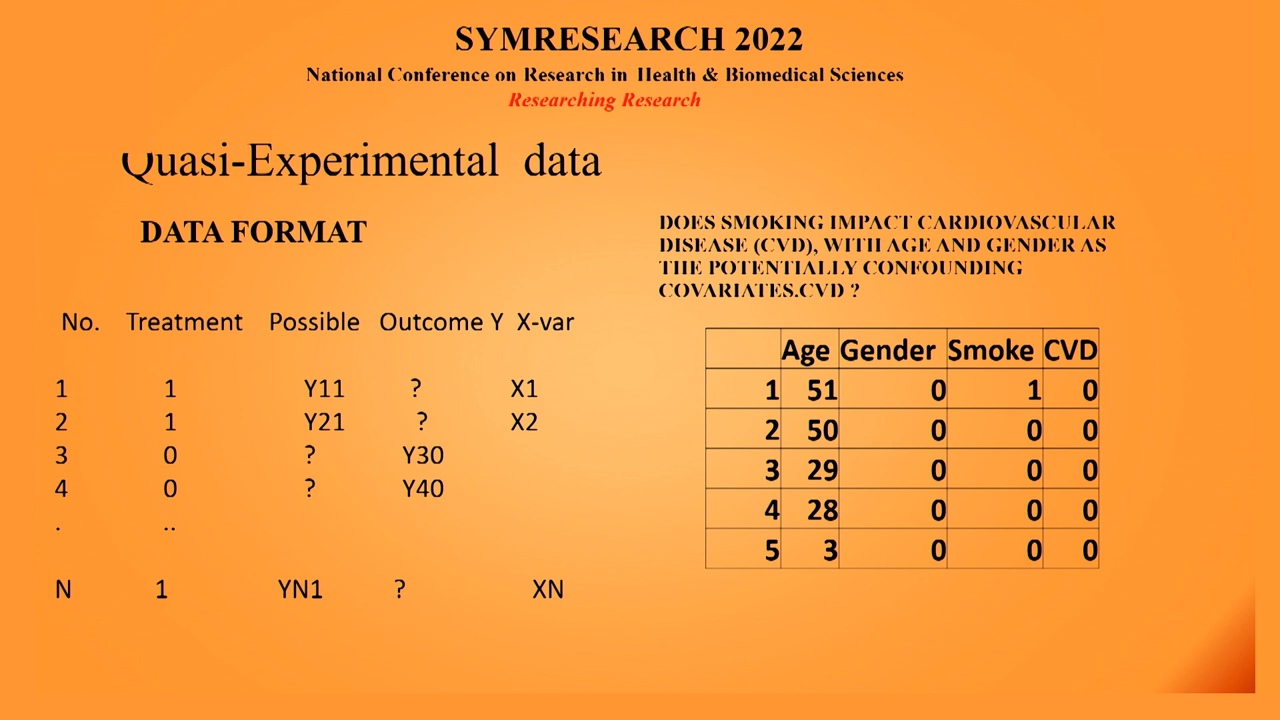 SYMRESEARCH 2022
National Conference on Research in Health & Biomedical Sciences
Researching Research
Quasi-Experimental data
DATA FORMAT
No. Treatment Possible Outcome Y X-var
1 1 Y11 ? X1
2 1 Y21 ? X2
3 0 ? Y30
4 0 ? Y40
. ..
N 1 YN1 ? XN
DOES SMOKING IMPACT CARDIOVASCULAR
DISEASE (CVD), WITH AGE AND GENDER AS
THE POTENTIALLY CONFOUNDING
COVARIATES.CVD ?
Age Gender Smoke CVD
1 51 0 1 0
2 50 0 0 0
3 29 0 0 0
4 28 0 0 0
5 3 0 0 0